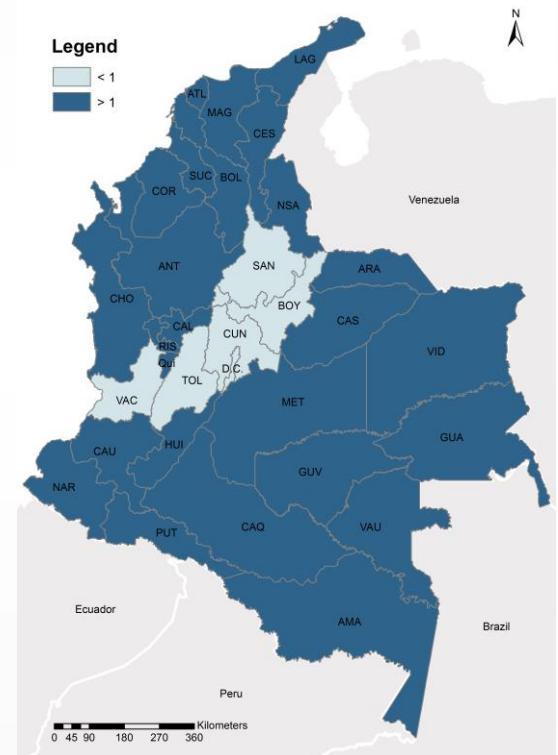 N
Legend
< 1
> 1
LAG
ATL
MAG
CES
SUC
BOL
COR
NSA
Venezuela
SAN
ARA
ANT
BOY
CHO
CAS
CAL
CUN
VID
RIS
Qui
D.C.
TOL
VAC
MET
GUA
HUI
CAU
GUV
NAR
CAQ
VAU
PUT
Ecuador
AMA
Brazil
Peru
Kilometers
0 45 90 180 270 360